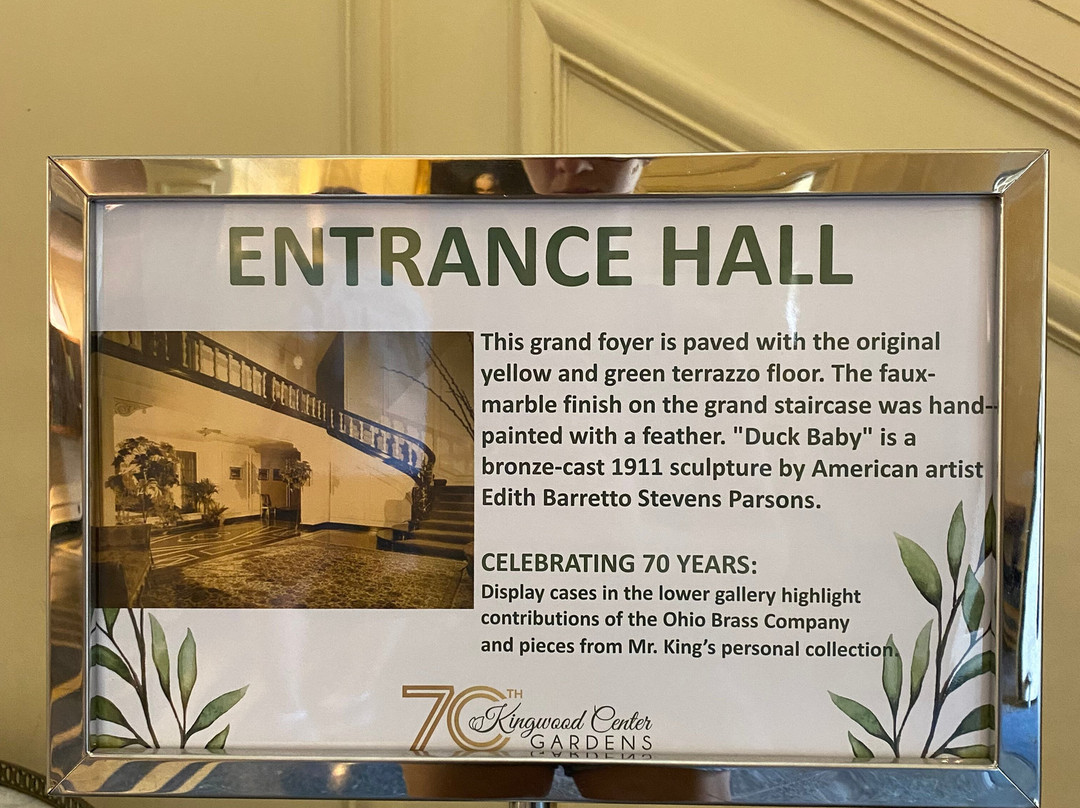 ENTRANCE HALL
This grand foyer is paved with the original
yellow and green terrazzo floor. The faux-
marble finish on the grand staircase was hand-
painted with a feather. "Duck Baby" is a
bronze-cast 1911 sculpture by American artist
Edith Barretto Stevens Parsons.
CELEBRATING 70 YEARS:
Display cases in the lower gallery highlight
contributions of the Ohio Brass Company
and pieces from Mr. King’s personal collection.
70TH
Kingwood Center
GARDENS